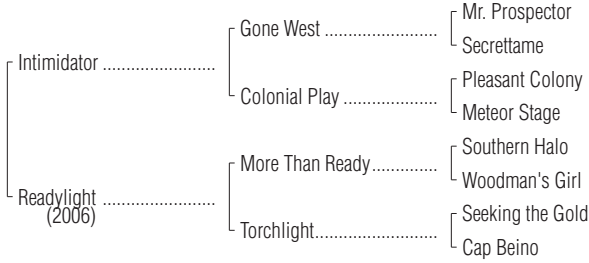 Mr. Prospector
Gone West ........................
Secrettame
Intimidator ........................
Pleasant Colony
Colonial Play ....................
Meteor Stage
Southern Halo
More Than Ready..............
Woodman's Girl
Readylight ........................
(2006)
Seeking the Gold
Torchlight..........................
Cap Beino